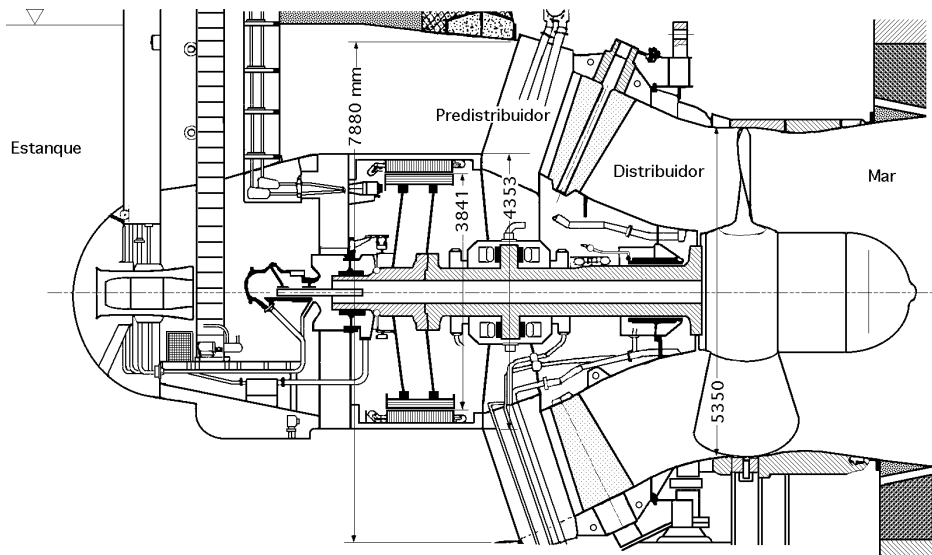 7880 mm
Predistribuidor
Estanque
Distribuidor
Mar
4353
3841
5350